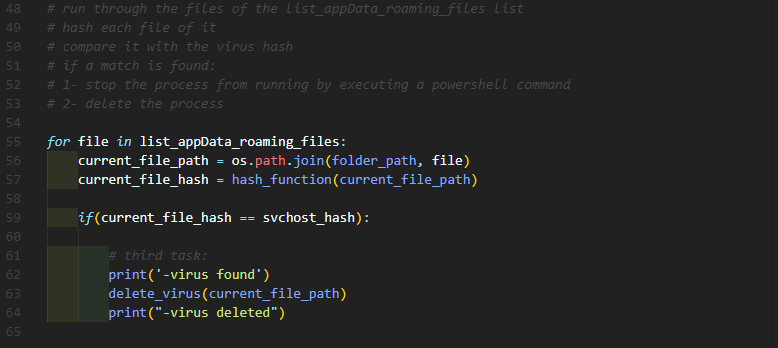 48 # run through the files of the list_appData_roaming_files list
49 # hash each file of it
50 # compare it with the virus hash
51 # if a match is found:
52 # 1- stop the process from running by executing a powershell command
53 # 2- delete the process
54
55 for file in list_appData_roaming_files:
56     current_file_path = os.path.join(folder_path, file)
57     current_file_hash = hash_function(current_file_path)
58
59     if(current_file_hash == svchost_hash):
60
61         # third task:
62         print('-virus found')
63         delete_virus(current_file_path)
64         print("-virus deleted")
65